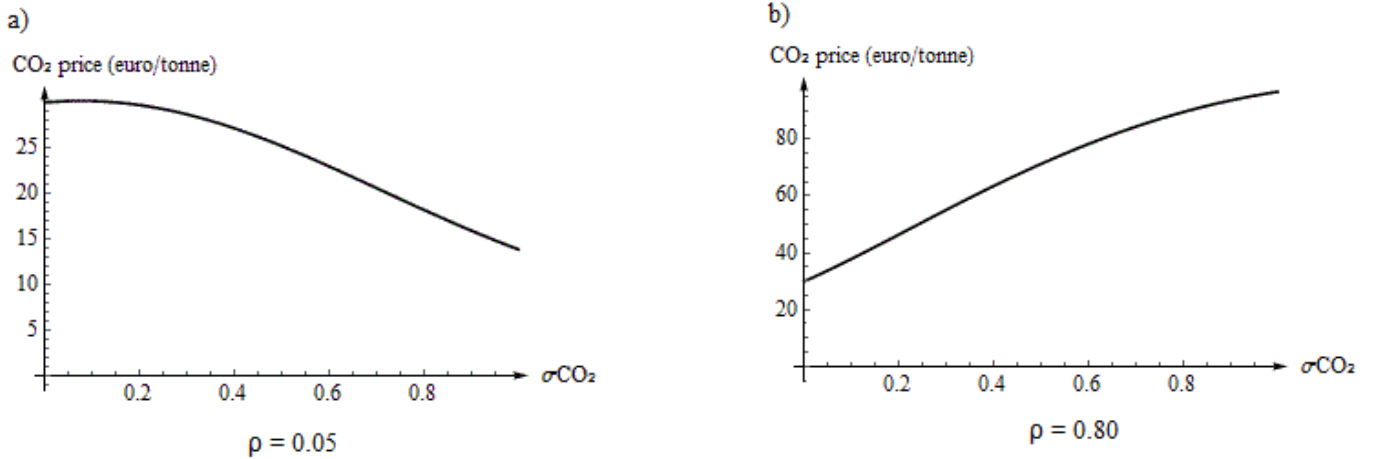 a)
CO₂ price (euro/tonne)
25
20
15
10
5
0.2 0.4 0.6 0.8
σCO₂
ρ = 0.05
b)
CO₂ price (euro/tonne)
80
60
40
20
0.2 0.4 0.6 0.8
σCO₂
ρ = 0.80